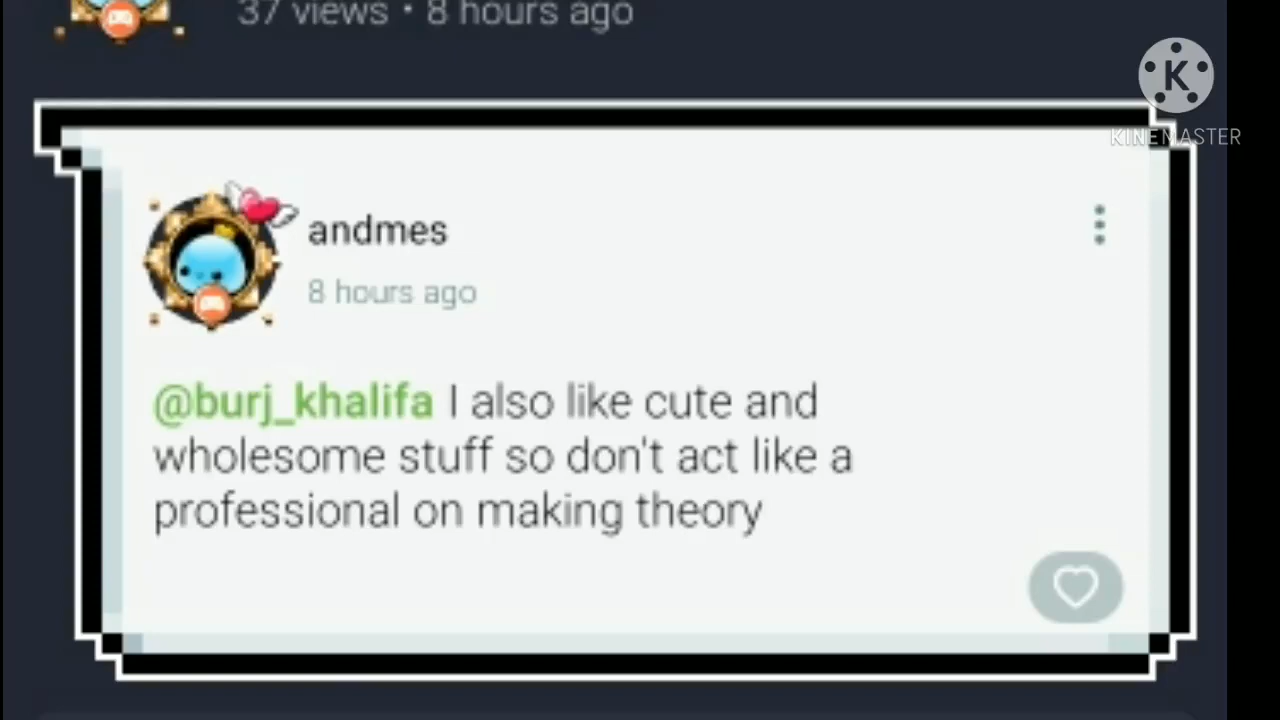 37 views • 8 hours ago
K
KINEMASTER
andmes
8 hours ago
@burj_khalifa I also like cute and
wholesome stuff so don't act like a
professional on making theory